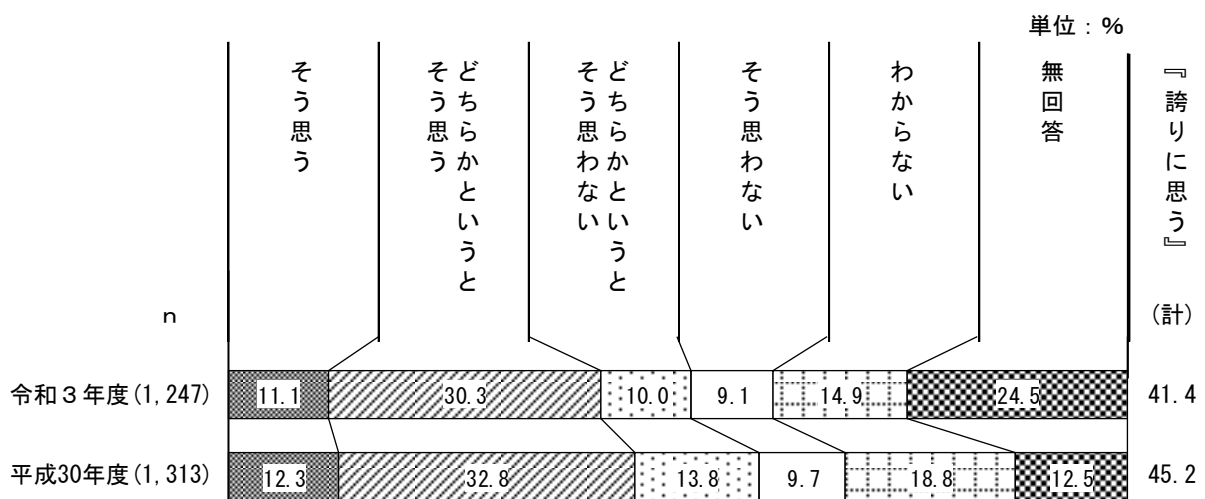 単位：％
そう思う
どちらかというと
そう思う
どちらかというと
そう思わない
そう思わない
わからない
無回答
『誇りに思う』
(計)
ｎ
令和３年度(1,247)
11.1
30.3
10.0
9.1
14.9
24.5
41.4
平成30年度(1,313)
12.3
32.8
13.8
9.7
18.8
12.5
45.2